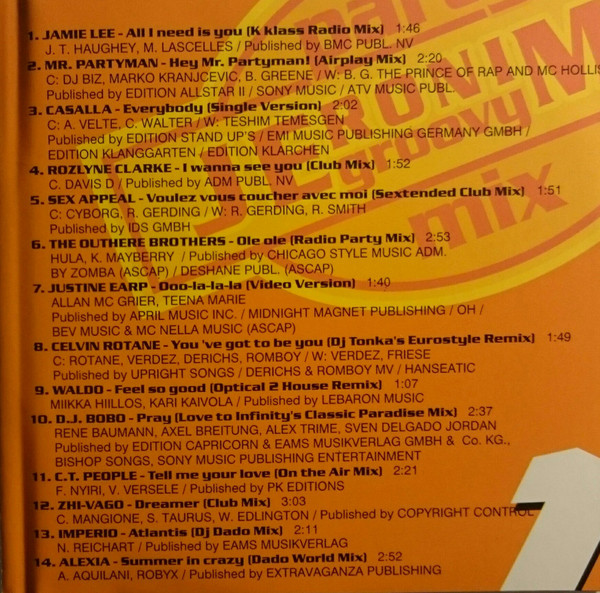 party
JERONIMO
groovy
mix
1. JAMIE LEE - All I need is you (K klass Radio Mix) 1:46
J. T. HAUGHEY, M. LASCELLES / Published by BMC PUBL. NV
2. MR. PARTYMAN - Hey Mr. Partyman! (Airplay Mix) 2:20
C: DJ BIZ, MARKO KRANJCEVIC, B. GREENE / W: B. G. THE PRINCE OF RAP AND MC HOLLIS
Published by EDITION ALLSTAR II / SONY MUSIC / ATV MUSIC PUBL.
3. CASALLA - Everybody (Single Version) 2:02
C: A. VELTE, C. WALTER / W: TESHIM TEMESGEN
Published by EDITION STAND UP'S / EMI MUSIC PUBLISHING GERMANY GMBH /
EDITION KLANGGARTEN / EDITION KLARCHEN
4. ROZLYNE CLARKE - I wanna see you (Club Mix) 1:52
C. DAVIS D / Published by ADM PUBL. NV
5. SEX APPEAL - Voulez vous coucher avec moi (Sextended Club Mix) 1:51
C: CYBORG, R. GERDING / W: R. GERDING, R. SMITH
Published by IDS GMBH
6. THE OUTHERE BROTHERS - Ole ole (Radio Party Mix) 2:53
HULA, K. MAYBERRY / Published by CHICAGO STYLE MUSIC ADM.
BY ZOMBA (ASCAP) / DESHANE PUBL. (ASCAP)
7. JUSTINE EARP - Ooo-la-la-la (Video Version) 1:40
ALLAN MC GRIER, TEENA MARIE
Published by APRIL MUSIC INC. / MIDNIGHT MAGNET PUBLISHING / OH /
BEV MUSIC & MC NELLA MUSIC (ASCAP)
8. CELVIN ROTANE - You 've got to be you (Dj Tonka's Eurostyle Remix) 1:49
C: ROTANE, VERDEZ, DERICHS, ROMBOY / W: VERDEZ, FRIESE
Published by UPRIGHT SONGS / DERICHS & ROMBOY MV / HANSEATIC
9. WALDO - Feel so good (Optical 2 House Remix) 1:07
MIIKKA HIILLOS, KARI KAIVOLA / Published by LEBARON MUSIC
10. D.J. BOBO - Pray (Love to Infinity's Classic Paradise Mix) 2:37
RENE BAUMANN, AXEL BREITUNG, ALEX TRIME, SVEN DELGADO JORDAN
Published by EDITION CAPRICORN & EAMS MUSIKVERLAG GMBH & Co. KG.,
BISHOP SONGS, SONY MUSIC PUBLISHING ENTERTAINMENT
11. C.T. PEOPLE - Tell me your love (On the Air Mix) 2:21
F. NYIRI, V. VERSELE / Published by PK EDITIONS
12. ZHI-VAGO - Dreamer (Club Mix) 3:03
C. MANGIONE, S. TAURUS, W. EDLINGTON / Published by COPYRIGHT CONTROL
13. IMPERIO - Atlantis (Dj Dado Mix) 2:11
N. REICHART / Published by EAMS MUSIKVERLAG
14. ALEXIA - Summer in crazy (Dado World Mix) 2:52
A. AQUILANI, ROBYX / Published by EXTRAVAGANZA PUBLISHING
1